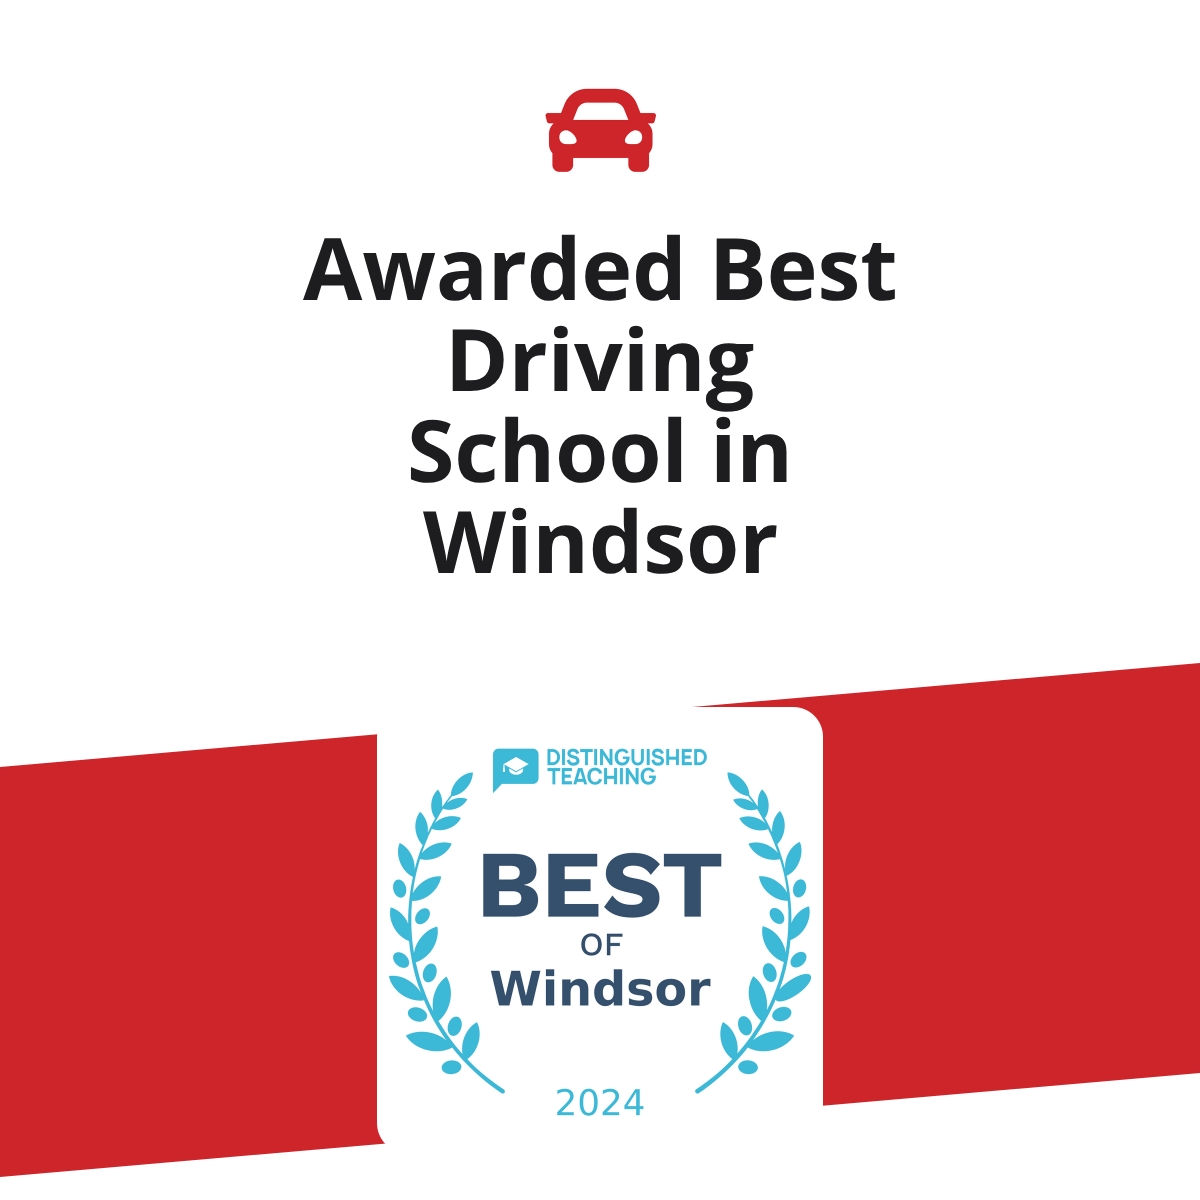 Awarded Best
Driving
School in
Windsor
DISTINGUISHED
TEACHING
BEST
OF
Windsor
2024